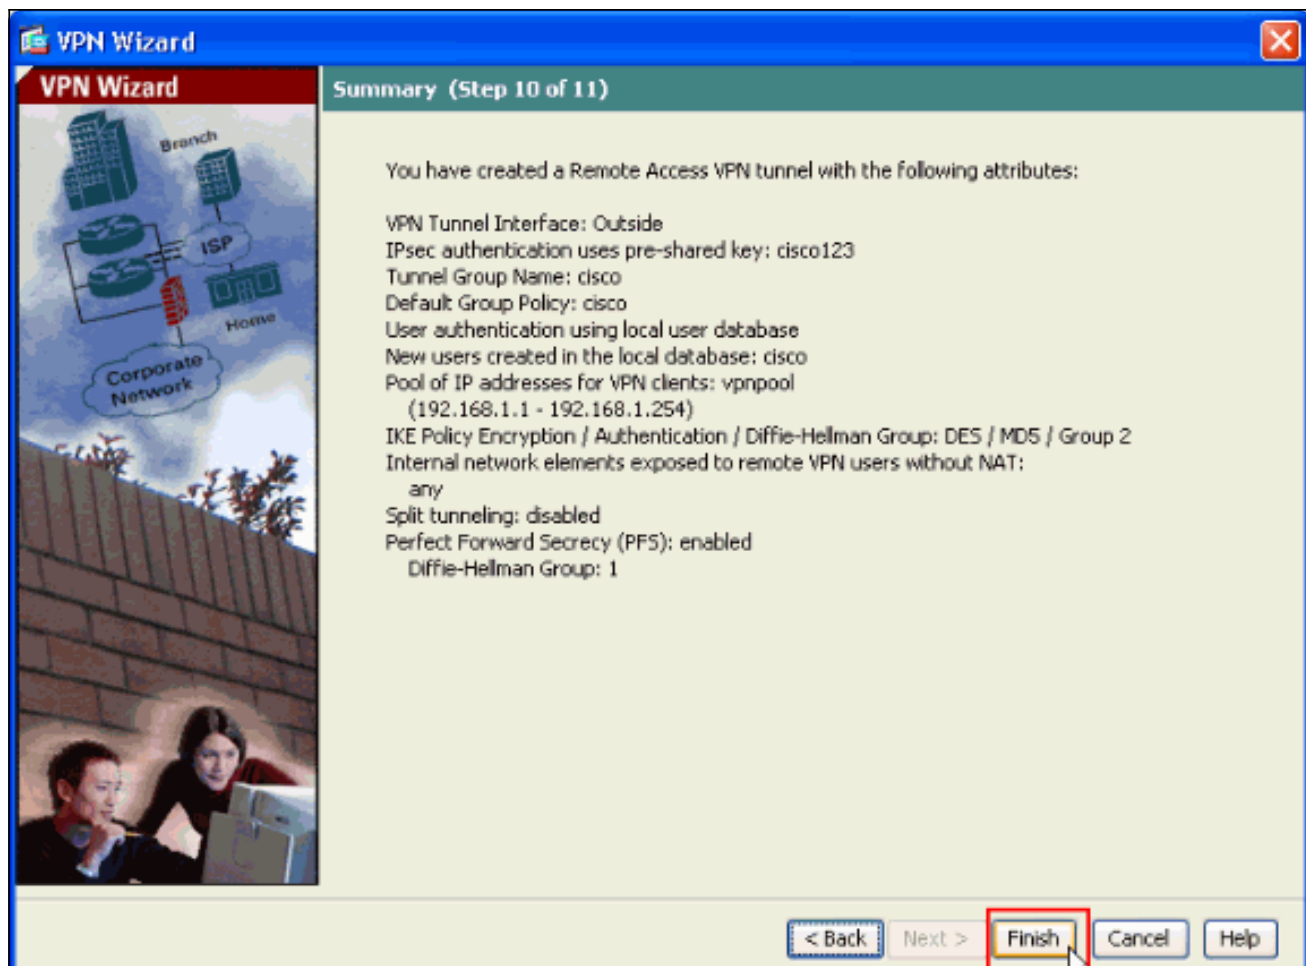 VPN Wizard
VPN Wizard
Summary (Step 10 of 11)
Branch
ISP
Home
Corporate
Network
You have created a Remote Access VPN tunnel with the following attributes:
VPN Tunnel Interface: Outside
IPsec authentication uses pre-shared key: cisco123
Tunnel Group Name: cisco
Default Group Policy: cisco
User authentication using local user database
New users created in the local database: cisco
Pool of IP addresses for VPN clients: vpnpool
(192.168.1.1 - 192.168.1.254)
IKE Policy Encryption / Authentication / Diffie-Hellman Group: DES / MD5 / Group 2
Internal network elements exposed to remote VPN users without NAT:
any
Split tunneling: disabled
Perfect Forward Secrecy (PFS): enabled
Diffie-Hellman Group: 1
< Back Next > Finish Cancel Help